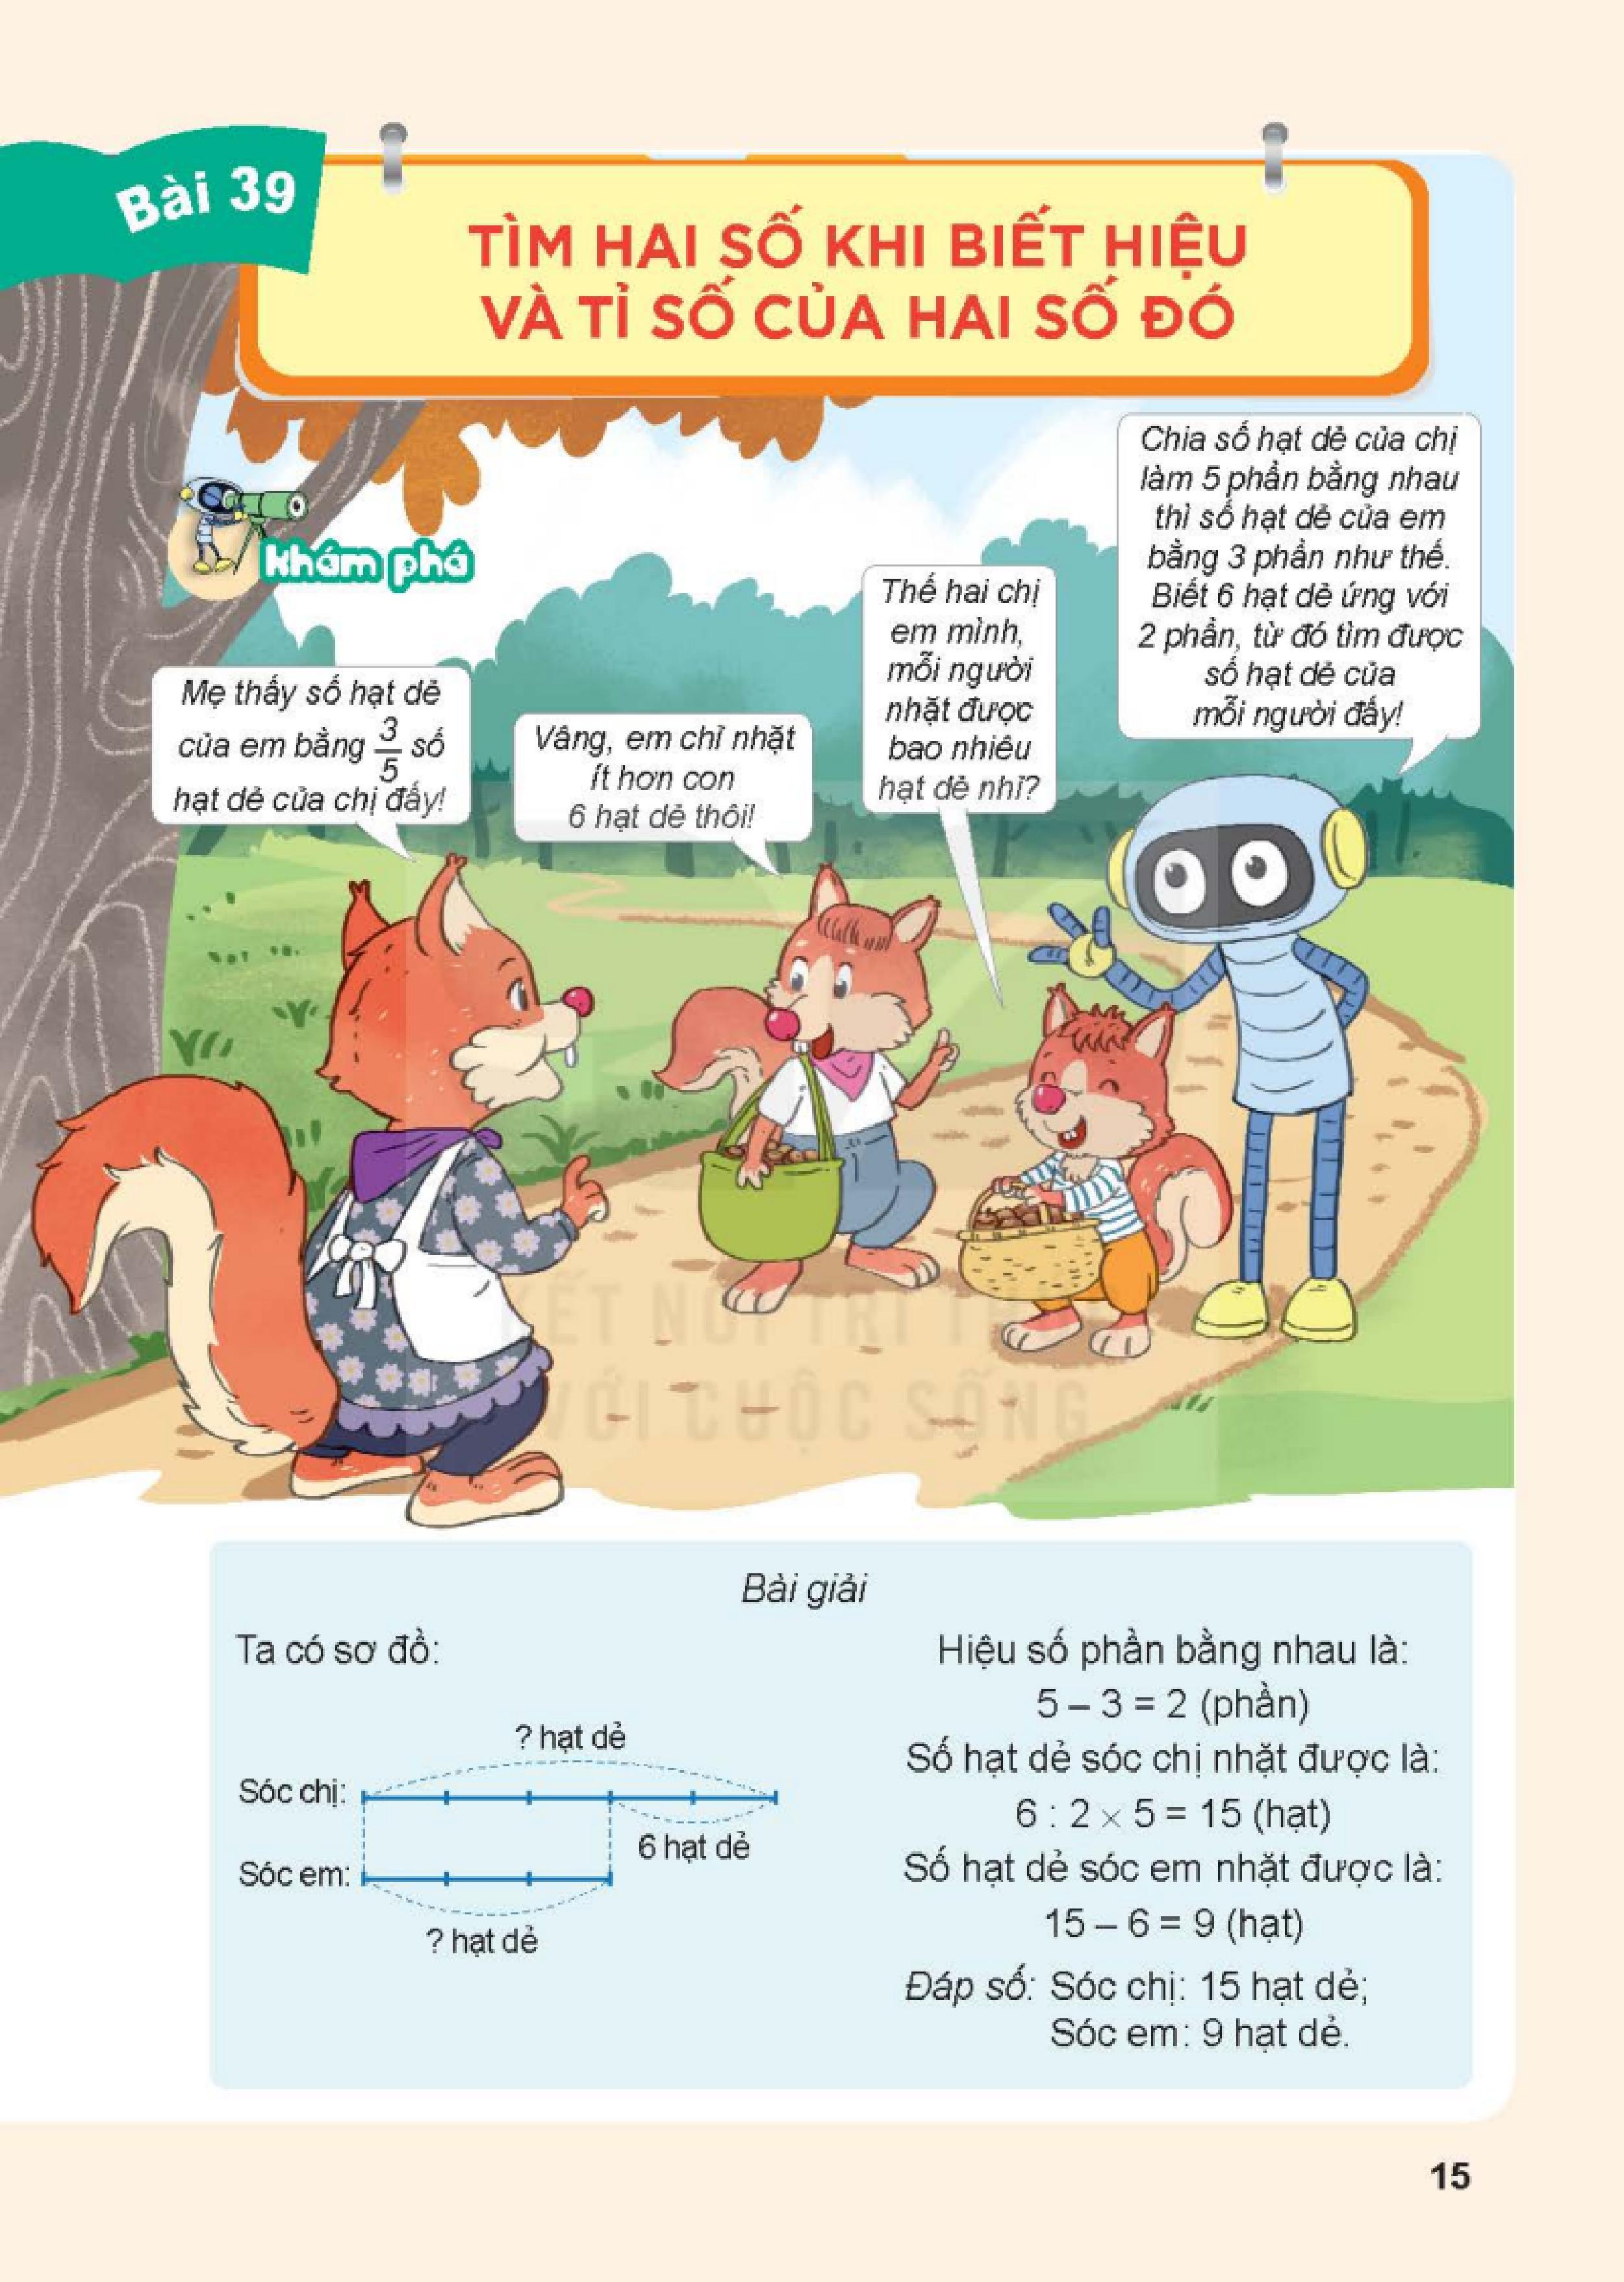 Bài 39
TÌM HAI SỐ KHI BIẾT HIỆU
VÀ TỈ SỐ CỦA HAI SỐ ĐÓ
Khám phá
Mẹ thấy số hạt dẻ
của em bằng 3/5 số
hạt dẻ của chị đấy!
Vâng, em chỉ nhặt
ít hơn con
6 hạt dẻ thôi!
Thế hai chị
em mình,
mỗi người
nhặt được
bao nhiêu
hạt dẻ nhỉ?
Chia số hạt dẻ của chị
làm 5 phần bằng nhau
thì số hạt dẻ của em
bằng 3 phần như thế.
Biết 6 hạt dẻ ứng với
2 phần, từ đó tìm được
số hạt dẻ của
mỗi người đấy!
KẾT NỐI TRI THỨC
VỚI CUỘC SỐNG
Bài giải
Ta có sơ đồ:
? hạt dẻ
Sóc chị:
6 hạt dẻ
Sóc em:
? hạt dẻ
Hiệu số phần bằng nhau là:
5 – 3 = 2 (phần)
Số hạt dẻ sóc chị nhặt được là:
6 : 2 × 5 = 15 (hạt)
Số hạt dẻ sóc em nhặt được là:
15 – 6 = 9 (hạt)
Đáp số: Sóc chị: 15 hạt dẻ;
Sóc em: 9 hạt dẻ.
15